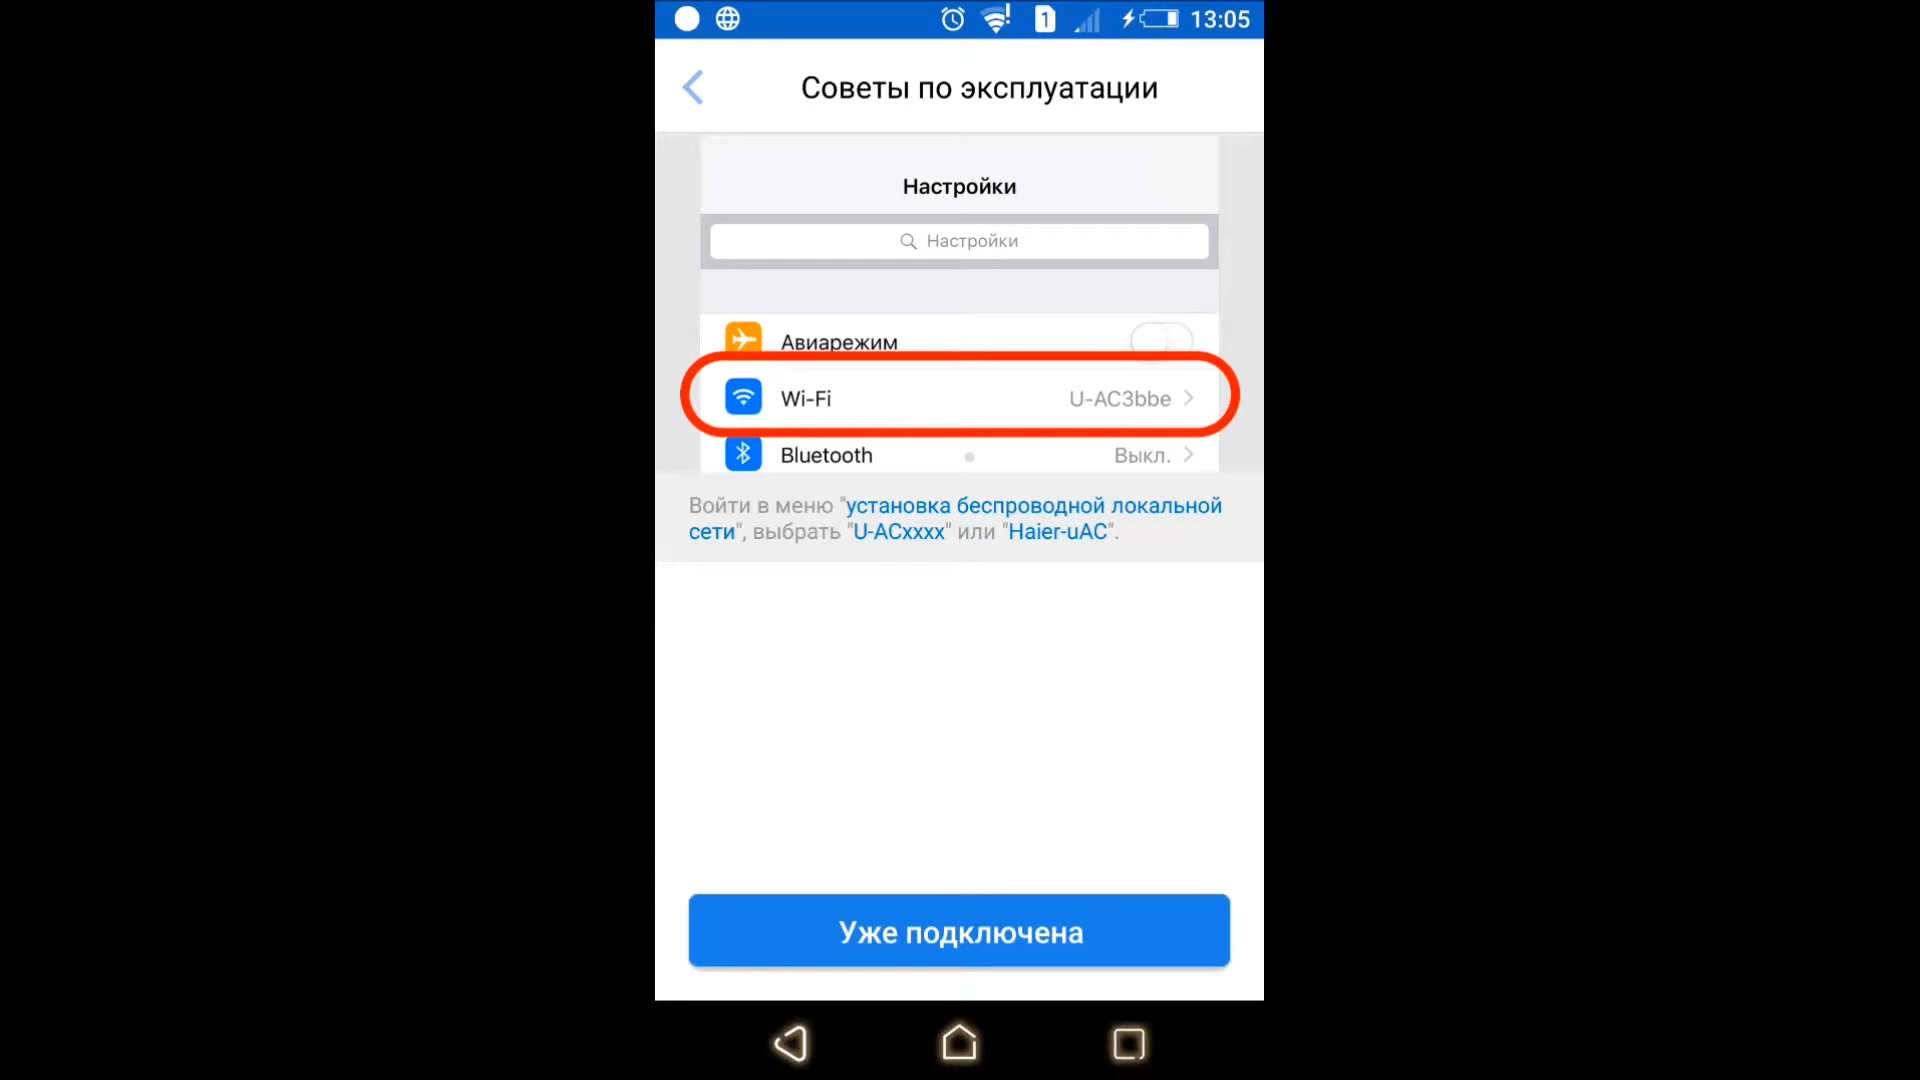 1 13:05
Советы по эксплуатации
Настройки
Настройки
Авиарежим
Wi-Fi U-AC3bbe
Bluetooth Выкл.
Войти в меню "установка беспроводной локальной
сети", выбрать "U-ACxxxx" или "Haier-uAC".
Уже подключена